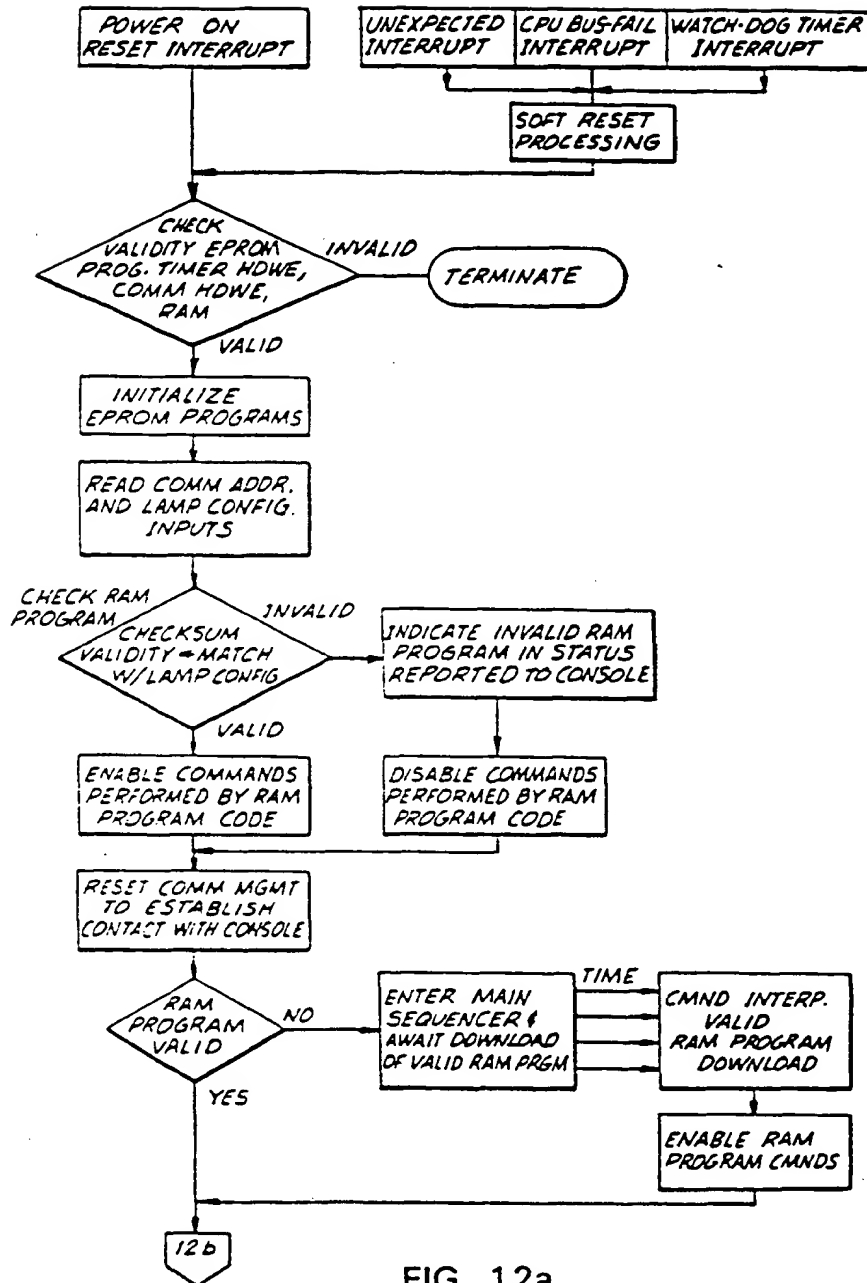 POWER ON
RESET INTERRUPT
UNEXPECTED
INTERRUPT
CPU BUS-FAIL
INTERRUPT
WATCH-DOG TIMER
INTERRUPT
SOFT RESET
PROCESSING
CHECK
VALIDITY EPROM
PROG. TIMER HDWE,
COMM HDWE,
RAM
INVALID
TERMINATE
VALID
INITIALIZE
EPROM PROGRAMS
READ COMM ADDR.
AND LAMP CONFIG.
INPUTS
CHECK RAM
PROGRAM
CHECKSUM
VALIDITY & MATCH
W/LAMP CONFIG
INVALID
INDICATE INVALID RAM
PROGRAM IN STATUS
REPORTED TO CONSOLE
VALID
ENABLE COMMANDS
PERFORMED BY RAM
PROGRAM CODE
DISABLE COMMANDS
PERFORMED BY RAM
PROGRAM CODE
RESET COMM MGMT
TO ESTABLISH
CONTACT WITH CONSOLE
RAM
PROGRAM
VALID
NO
ENTER MAIN
SEQUENCER &
AWAIT DOWNLOAD
OF VALID RAM PRGM
TIME
CMND INTERP.
VALID
RAM PROGRAM
DOWNLOAD
YES
ENABLE RAM
PROGRAM CMNDS
12b
FIG. 12a